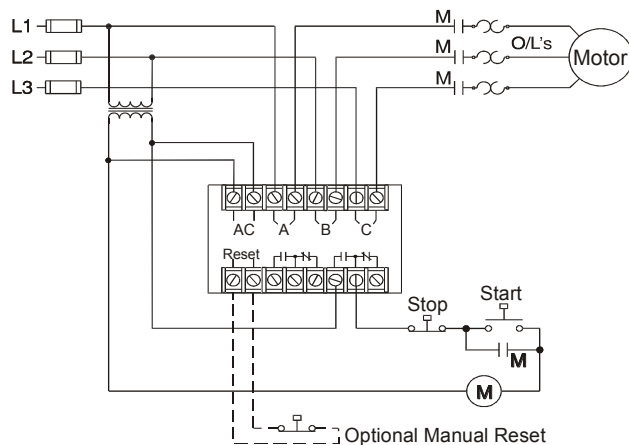 L1
L2
L3
M
M
M
O/L's
Motor
AC
A
B
C
Reset
Stop
Start
M
M
Optional Manual Reset